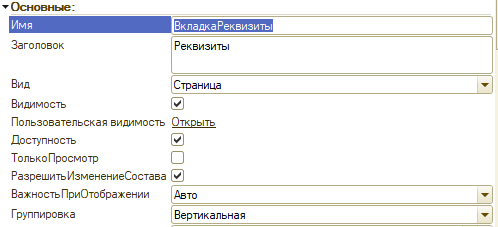 Основные:
Имя ВкладкаРеквизиты
Заголовок Реквизиты
Вид Страница
Видимость
Пользовательская видимость Открыть
Доступность
ТолькоПросмотр
РазрешитьИзменениеСостава
ВажностьПриОтображении Авто
Группировка Вертикальная